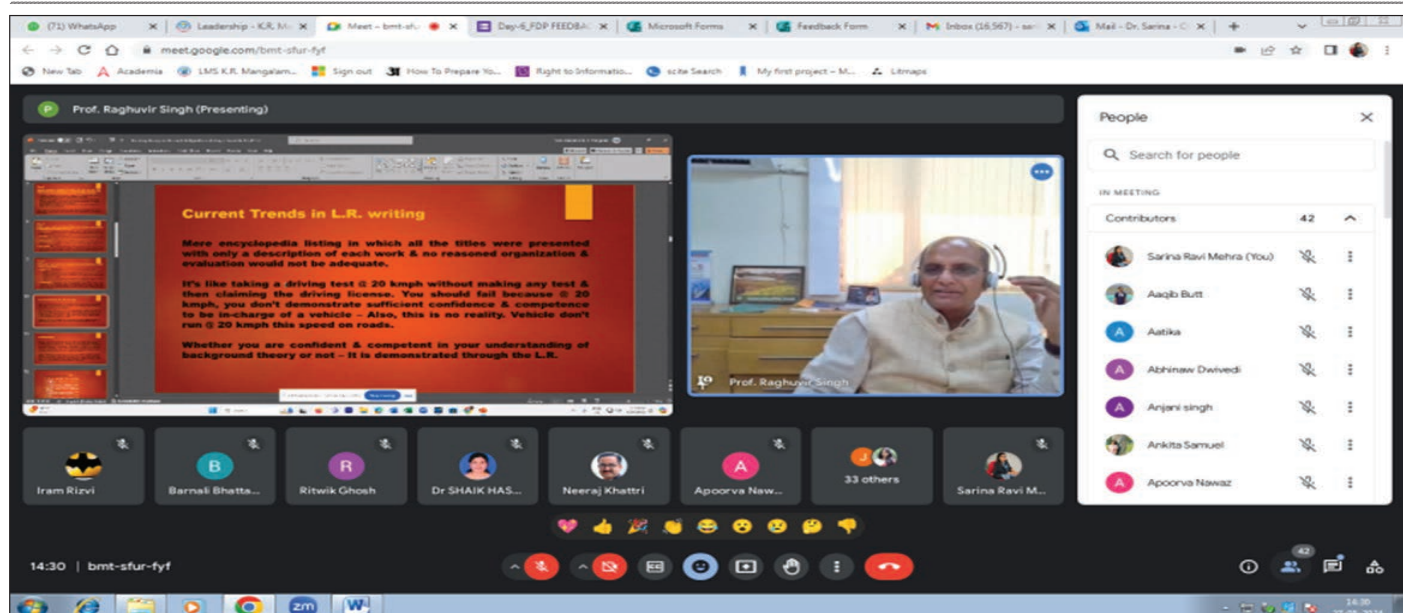 (71) WhatsApp
Leadership - K.R. M
Meet – bmt-sfu
Day-6_FDP FEEDBAC
Microsoft Forms
Feedback Form
Inbox (16,567) - sar
Mail - Dr. Sarina - O
meet.google.com/bmt-sfur-fyf
New Tab
Academia
LMS K.R. Mangalam...
Sign out
How To Prepare Yo...
Right to Informatio...
scite Search
My first project – M...
Litmaps
P
Prof. Raghuvir Singh (Presenting)
Current Trends in L.R. writing
Mere encyclopedia listing in which all the titles were presented
with only a description of each work & no reasoned organization &
evaluation would not be adequate.
It's like taking a driving test @ 20 kmph without making any test &
then claiming the driving license. You should fail because @ 20
kmph, you don't demonstrate sufficient confidence & competence
to be in-charge of a vehicle – Also, this is no reality. Vehicle don't
run @ 20 kmph this speed on roads.
Whether you are confident & competent in your understanding of
background theory or not – It is demonstrated through the L.R.
Prof. Raghuvir Singh
Iram Rizvi
B
Barnali Bhatta...
R
Ritwik Ghosh
Dr SHAIK HAS...
Neeraj Khattri
A
Apoorva Naw...
J
33 others
Sarina Ravi M...
People
Search for people
IN MEETING
Contributors 42
Sarina Ravi Mehra (You)
Aaqib Butt
A
Aatika
A
Abhinaw Dwivedi
A
Anjani singh
Ankita Samuel
A
Apoorva Nawaz
14:30 | bmt-sfur-fyf
42
zm
W
14:30